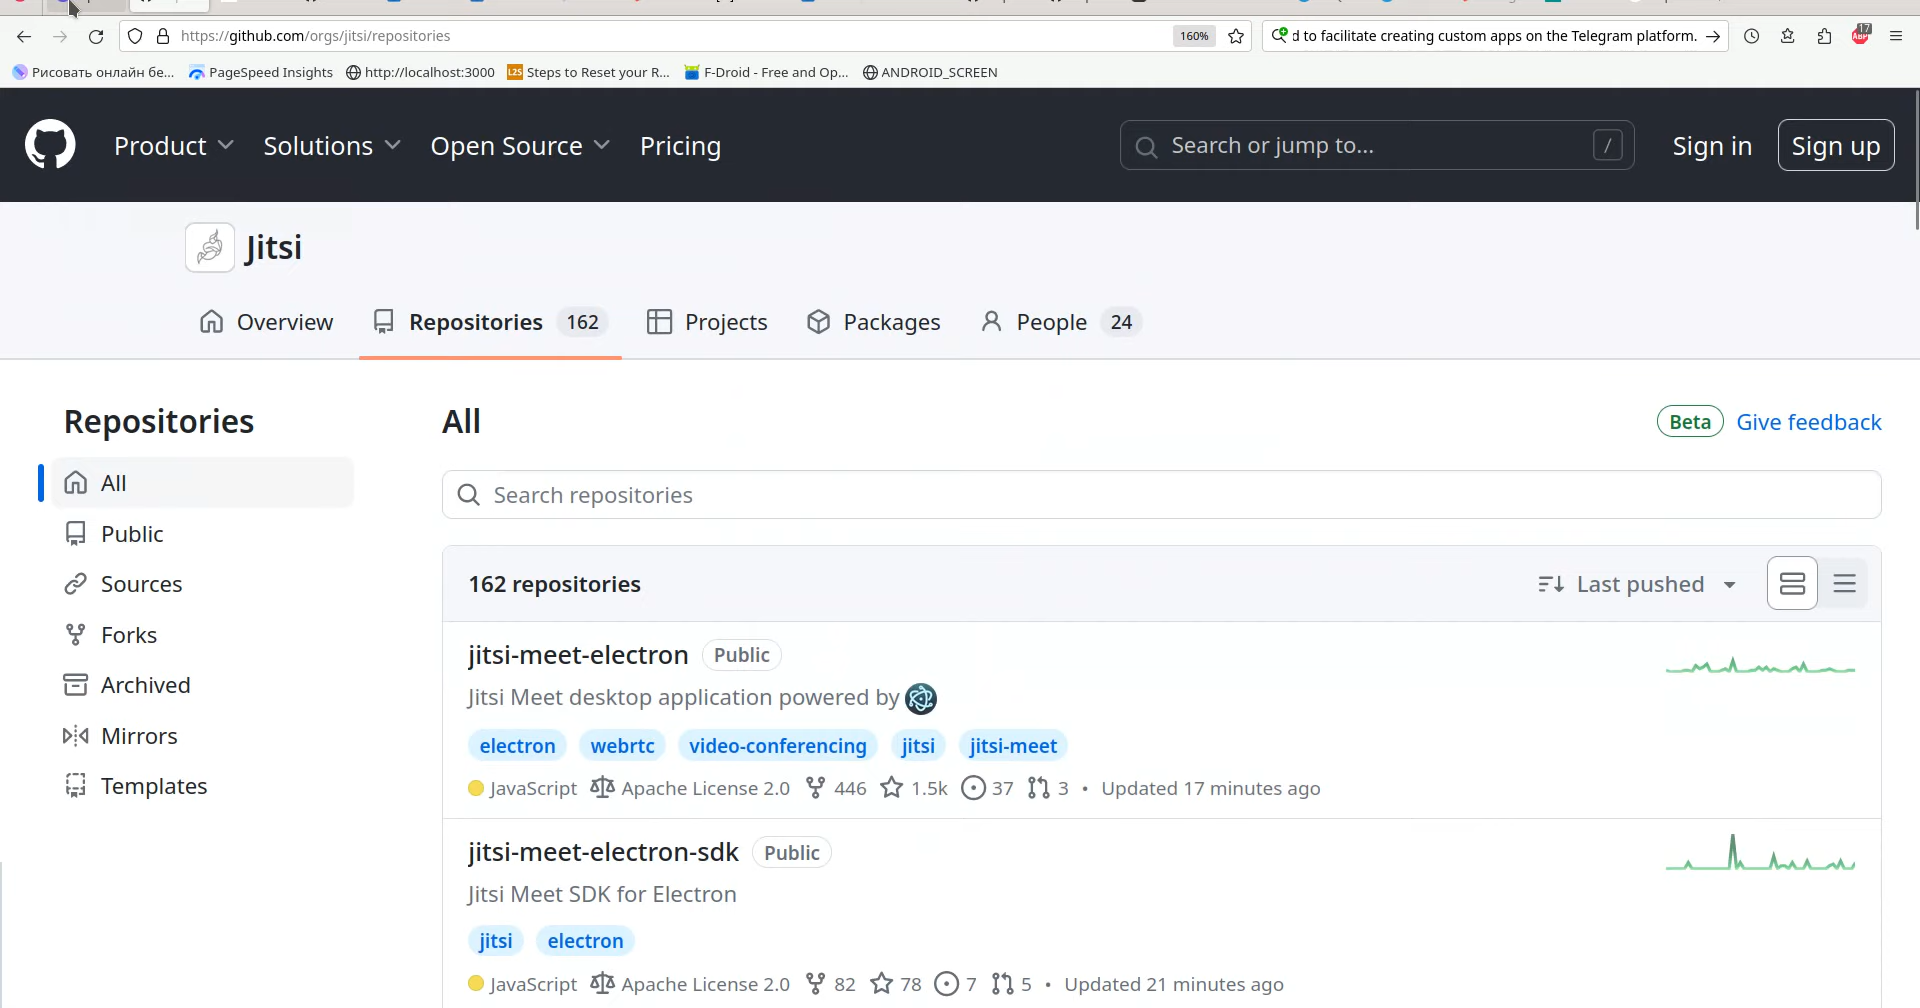 https://github.com/orgs/jitsi/repositories
160%
d to facilitate creating custom apps on the Telegram platform.
17
ABP
Рисовать онлайн бе...
PageSpeed Insights
http://localhost:3000
L2S Steps to Reset your R...
F-Droid - Free and Op...
ANDROID_SCREEN
Product
Solutions
Open Source
Pricing
Search or jump to...
/
Sign in
Sign up
Jitsi
Overview
Repositories 162
Projects
Packages
People 24
Repositories
All
Public
Sources
Forks
Archived
Mirrors
Templates
All
Beta
Give feedback
Search repositories
162 repositories
Last pushed
jitsi-meet-electron Public
Jitsi Meet desktop application powered by
electron webrtc video-conferencing jitsi jitsi-meet
JavaScript Apache License 2.0 446 1.5k 37 3 • Updated 17 minutes ago
jitsi-meet-electron-sdk Public
Jitsi Meet SDK for Electron
jitsi electron
JavaScript Apache License 2.0 82 78 7 5 • Updated 21 minutes ago